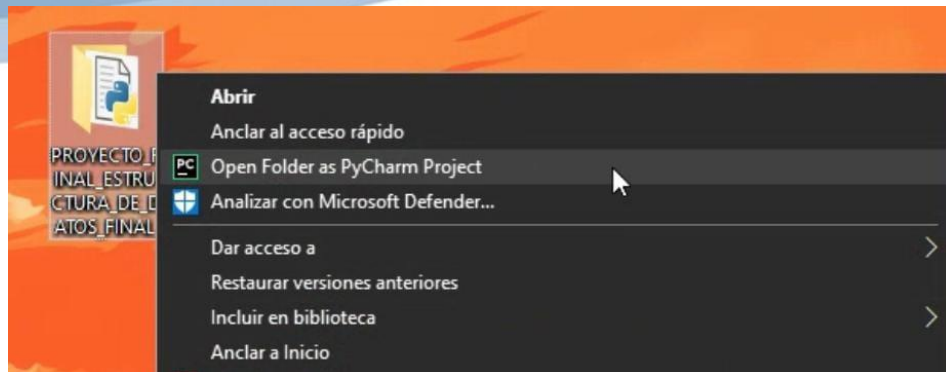 PROYECTO_F
INAL_ESTRU
CTURA_DE_D
ATOS_FINAL
Abrir
Anclar al acceso rápido
PC Open Folder as PyCharm Project
Analizar con Microsoft Defender...
Dar acceso a
Restaurar versiones anteriores
Incluir en biblioteca
Anclar a Inicio